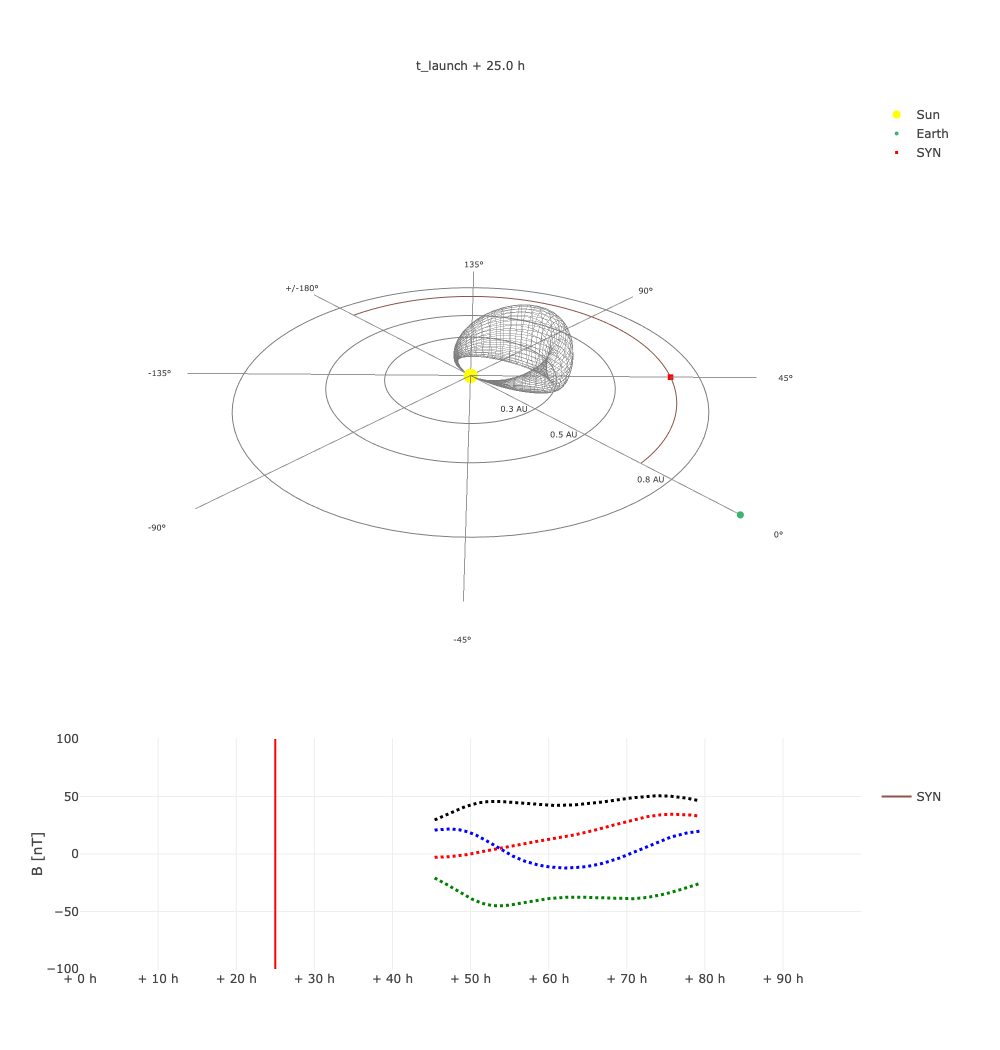 t_launch + 25.0 h
Sun
Earth
SYN
135°
+/-180°
90°
-135°
45°
0.3 AU
0.5 AU
0.8 AU
-90°
0°
-45°
100
50
0
−50
−100
B [nT]
SYN
+ 0 h
+ 10 h
+ 20 h
+ 30 h
+ 40 h
+ 50 h
+ 60 h
+ 70 h
+ 80 h
+ 90 h